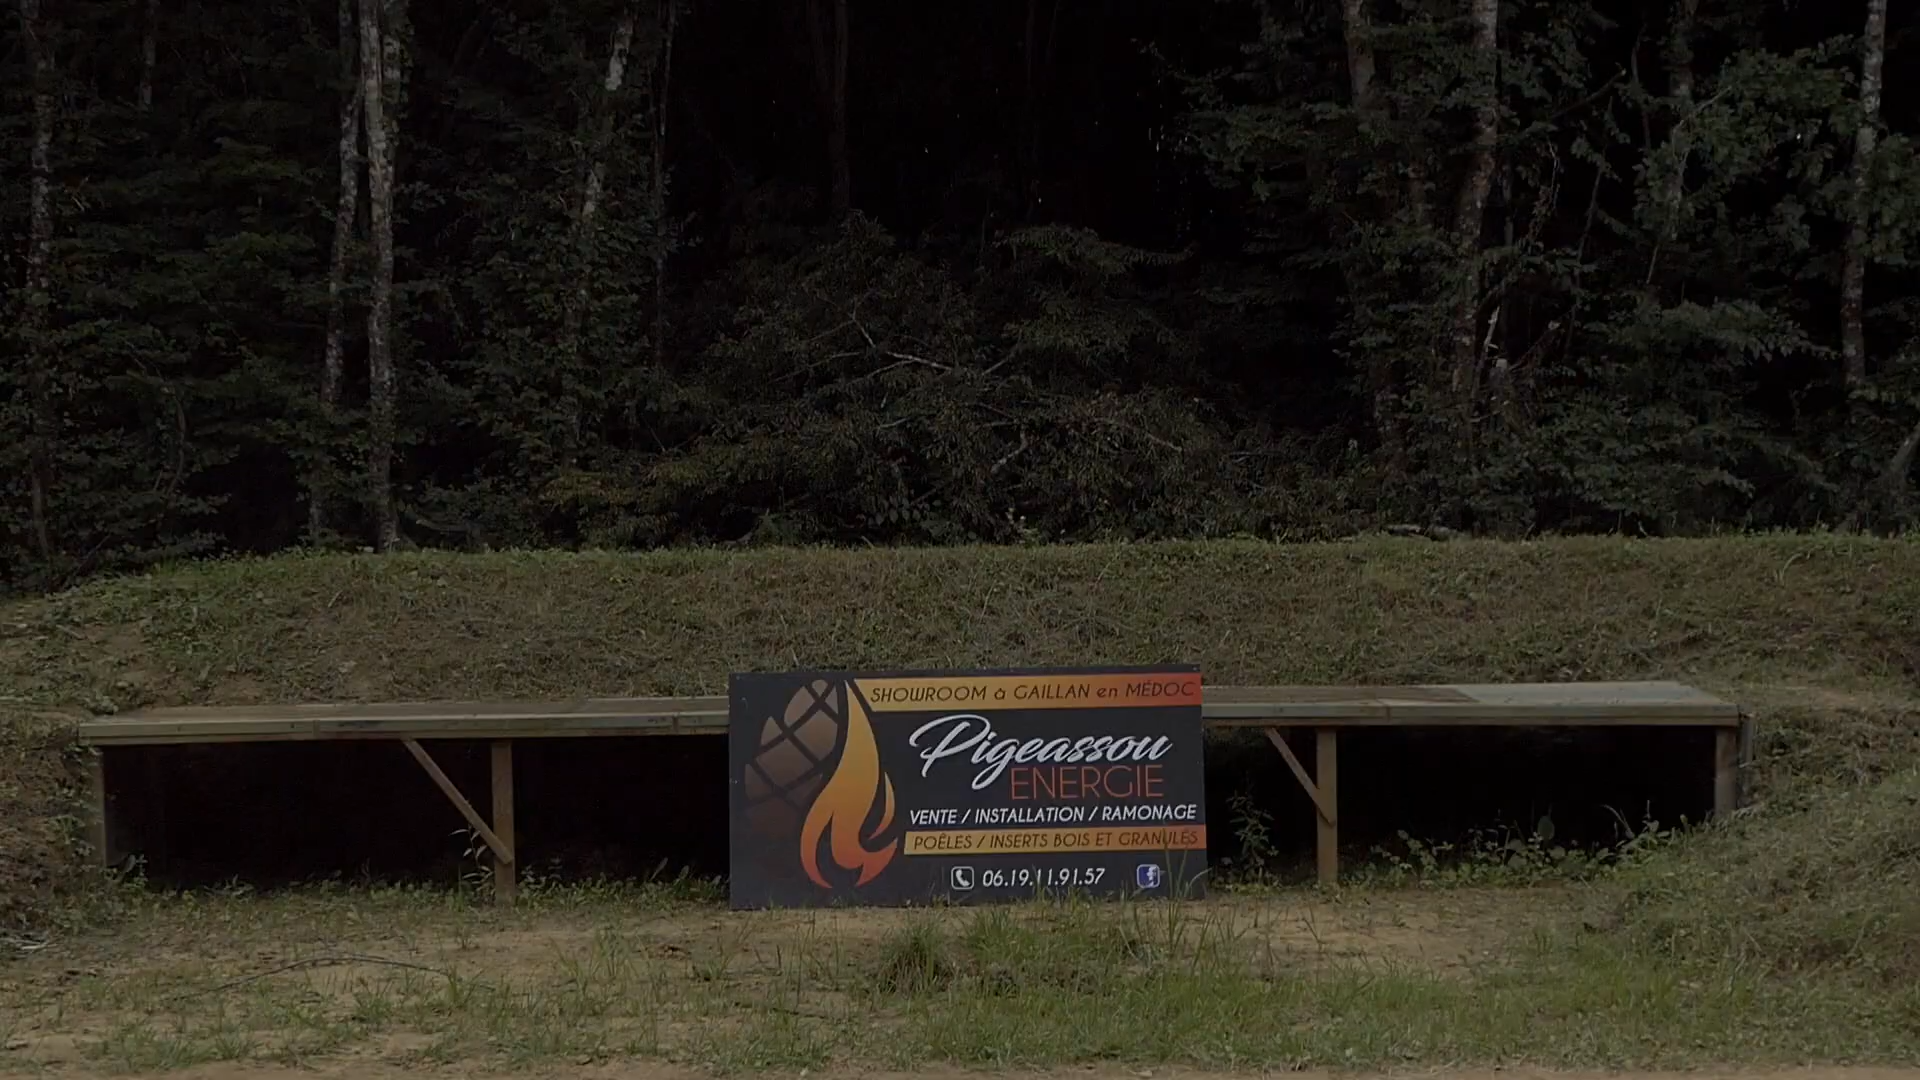 SHOWROOM à GAILLAN en MÉDOC
Pigeassou
ENERGIE
VENTE / INSTALLATION / RAMONAGE
POÊLES / INSERTS BOIS ET GRANULÉS
06.19.11.91.57